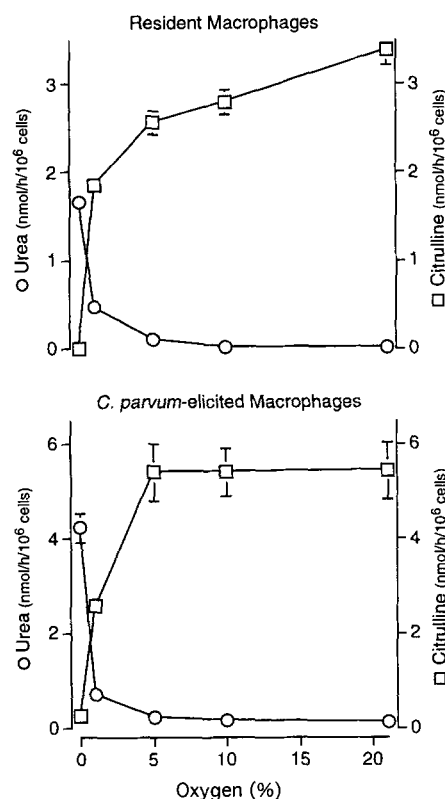 Resident Macrophages
3
2
1
0
○ Urea (nmol/h/10⁶ cells)
3
2
1
0
□ Citrulline (nmol/h/10⁶ cells)
C. parvum-elicited Macrophages
6
4
2
0
○ Urea (nmol/h/10⁶ cells)
6
4
2
0
□ Citrulline (nmol/h/10⁶ cells)
0 5 10 15 20
Oxygen (%)